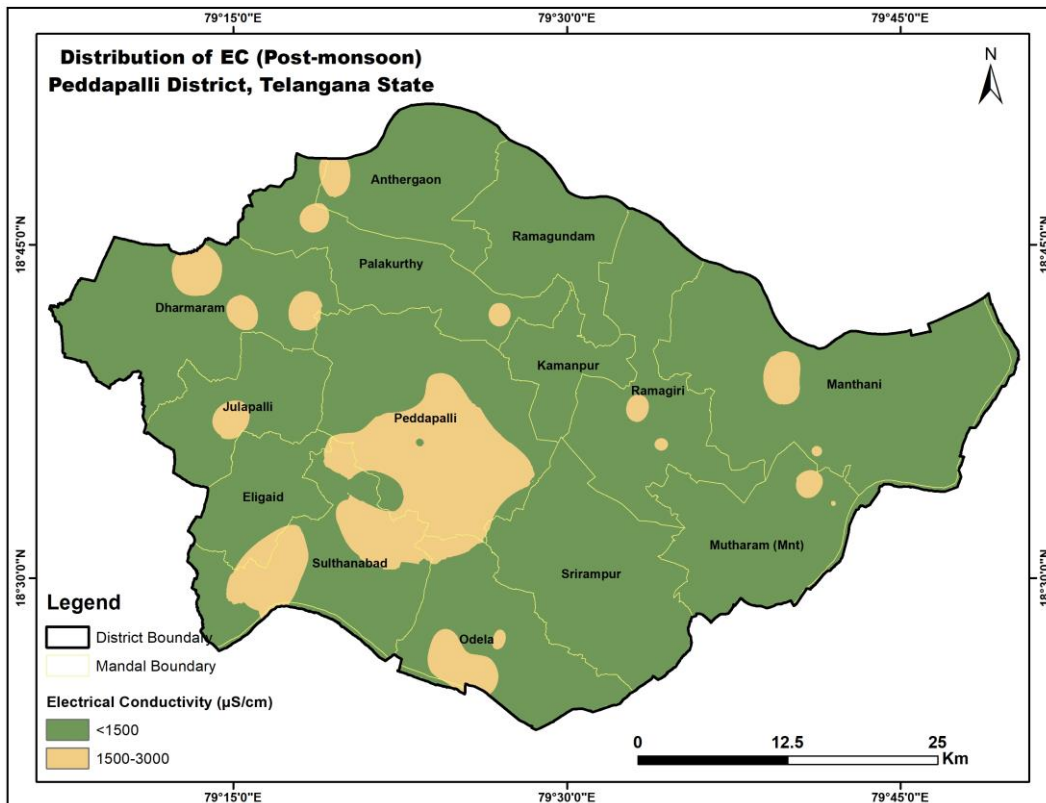 79°15'0"E 79°30'0"E 79°45'0"E
Distribution of EC (Post-monsoon)
Peddapalli District, Telangana State
N
Anthergaon
Ramagundam
18°45'0"N 18°45'0"N
Palakurthy
Dharmaram
Kamanpur
Manthani
Ramagiri
Julapalli
Peddapalli
Eligaid
Mutharam (Mnt)
Sulthanabad
Srirampur
18°30'0"N 18°30'0"N
Odela
Legend
District Boundary
Mandal Boundary
Electrical Conductivity (µS/cm)
<1500
1500-3000
0 12.5 25
Km
79°15'0"E 79°30'0"E 79°45'0"E